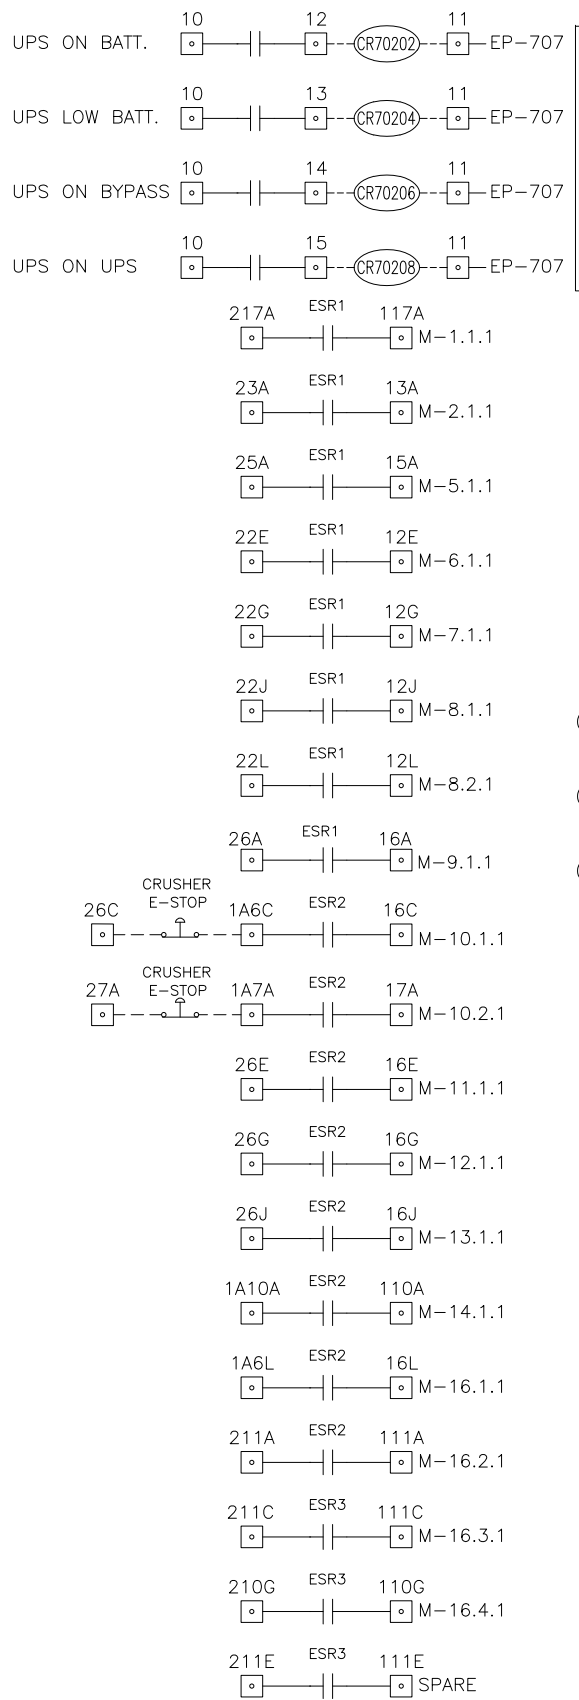 10 12 11
UPS ON BATT. CR70202 EP-707
10 13 11
UPS LOW BATT. CR70204 EP-707
10 14 11
UPS ON BYPASS CR70206 EP-707
10 15 11
UPS ON UPS CR70208 EP-707
217A ESR1 117A
M-1.1.1
23A ESR1 13A
M-2.1.1
25A ESR1 15A
M-5.1.1
22E ESR1 12E
M-6.1.1
22G ESR1 12G
M-7.1.1
22J ESR1 12J
M-8.1.1
22L ESR1 12L
M-8.2.1
26A ESR1 16A
M-9.1.1
CRUSHER
26C E-STOP 1A6C ESR2 16C
M-10.1.1
CRUSHER
27A E-STOP 1A7A ESR2 17A
M-10.2.1
26E ESR2 16E
M-11.1.1
26G ESR2 16G
M-12.1.1
26J ESR2 16J
M-13.1.1
1A10A ESR2 110A
M-14.1.1
1A6L ESR2 16L
M-16.1.1
211A ESR2 111A
M-16.2.1
211C ESR3 111C
M-16.3.1
210G ESR3 110G
M-16.4.1
211E ESR3 111E
SPARE